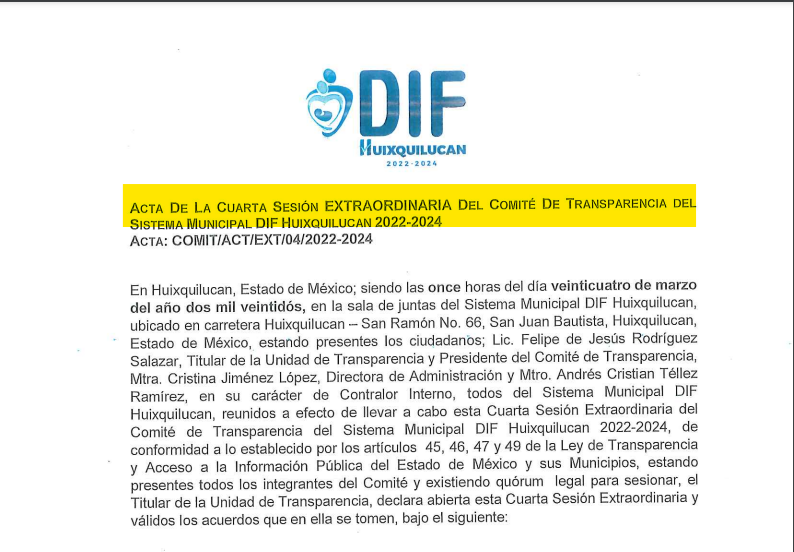 DIF
HUIXQUILUCAN
2022-2024
ACTA DE LA CUARTA SESIÓN EXTRAORDINARIA DEL COMITÉ DE TRANSPARENCIA DEL
SISTEMA MUNICIPAL DIF HUIXQUILUCAN 2022-2024
ACTA: COMIT/ACT/EXT/04/2022-2024
En Huixquilucan, Estado de México; siendo las once horas del día veinticuatro de marzo
del año dos mil veintidós, en la sala de juntas del Sistema Municipal DIF Huixquilucan,
ubicado en carretera Huixquilucan – San Ramón No. 66, San Juan Bautista, Huixquilucan,
Estado de México, estando presentes los ciudadanos; Lic. Felipe de Jesús Rodríguez
Salazar, Titular de la Unidad de Transparencia y Presidente del Comité de Transparencia,
Mtra. Cristina Jiménez López, Directora de Administración y Mtro. Andrés Cristian Téllez
Ramírez, en su carácter de Contralor Interno, todos del Sistema Municipal DIF
Huixquilucan, reunidos a efecto de llevar a cabo esta Cuarta Sesión Extraordinaria del
Comité de Transparencia del Sistema Municipal DIF Huixquilucan 2022-2024, de
conformidad a lo establecido por los artículos 45, 46, 47 y 49 de la Ley de Transparencia
y Acceso a la Información Pública del Estado de México y sus Municipios, estando
presentes todos los integrantes del Comité y existiendo quórum legal para sesionar, el
Titular de la Unidad de Transparencia, declara abierta esta Cuarta Sesión Extraordinaria y
válidos los acuerdos que en ella se tomen, bajo el siguiente: